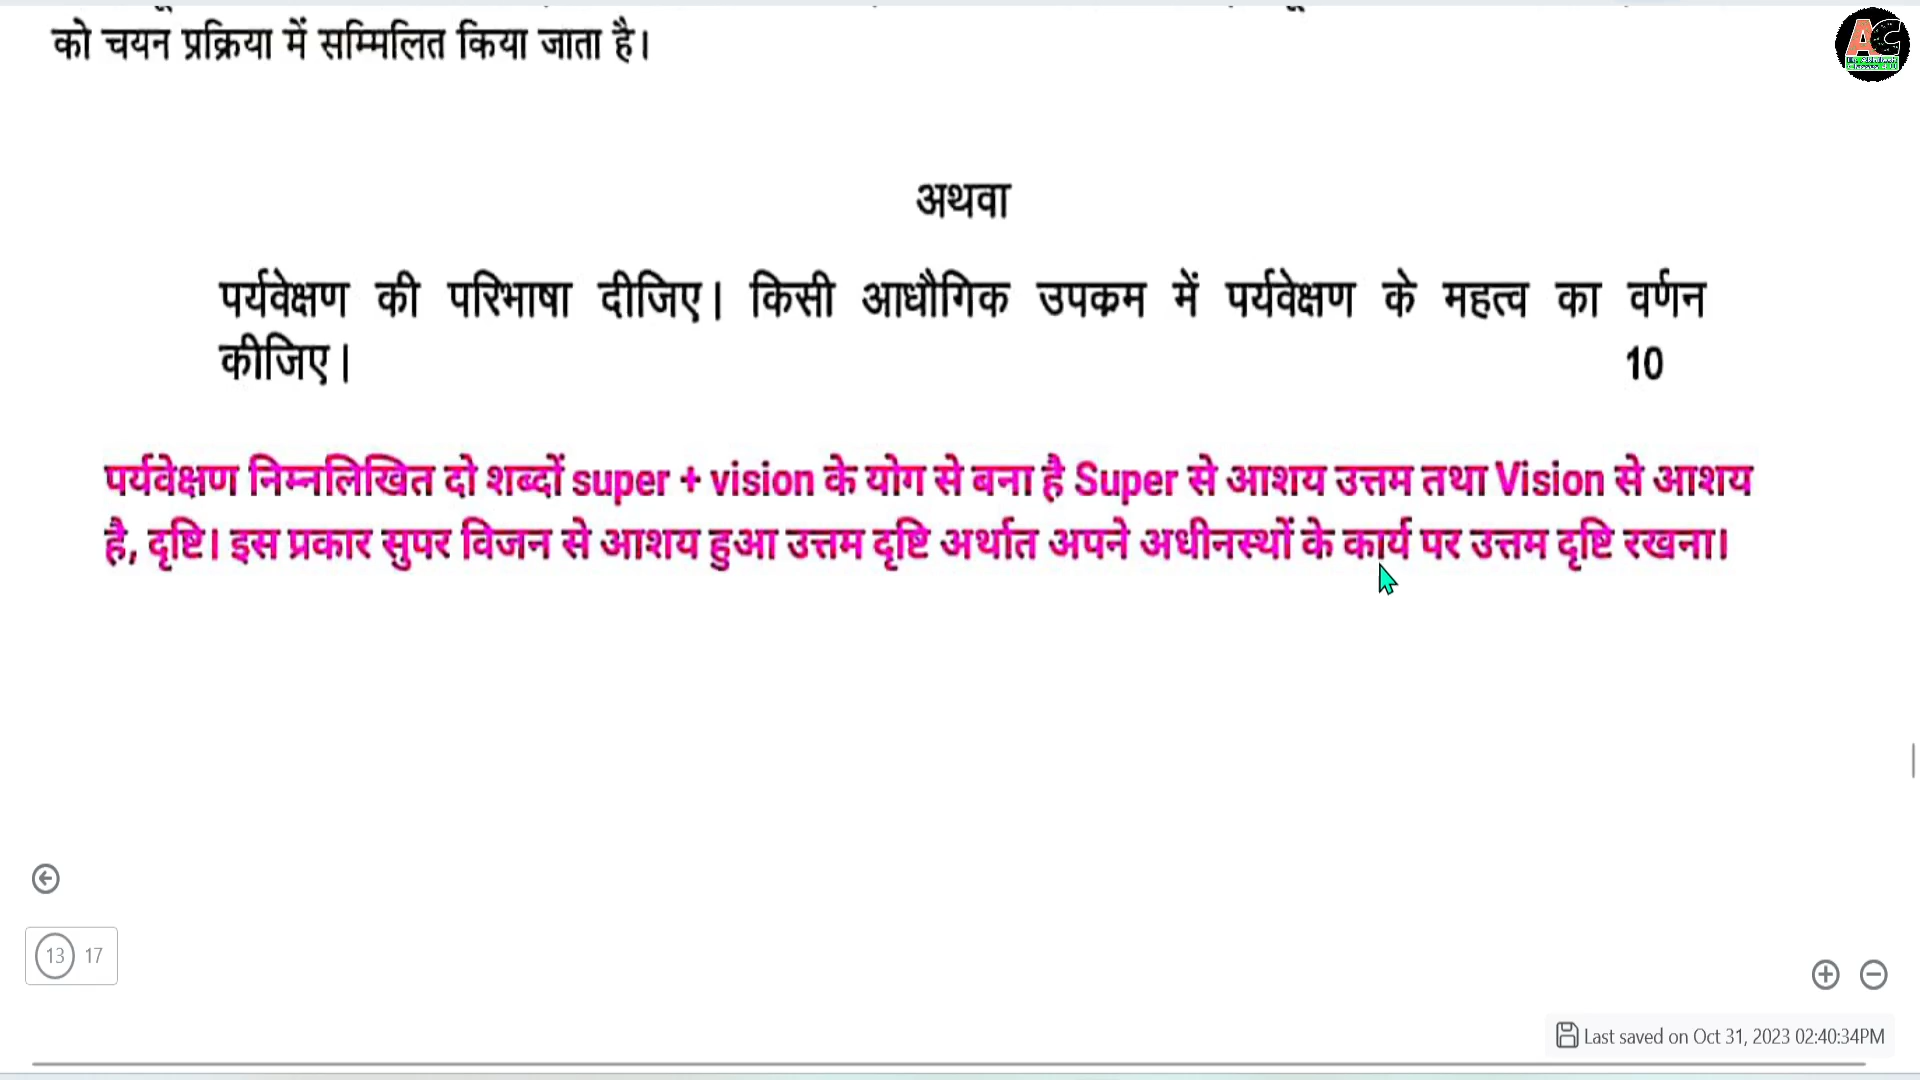 को चयन प्रक्रिया में सम्मिलित किया जाता है।
AC
अथवा
पर्यवेक्षण की परिभाषा दीजिए। किसी आधौगिक उपक्रम में पर्यवेक्षण के महत्व का वर्णन
कीजिए। 10
पर्यवेक्षण निम्नलिखित दो शब्दों super + vision के योग से बना है Super से आशय उत्तम तथा Vision से आशय
है, दृष्टि। इस प्रकार सुपर विजन से आशय हुआ उत्तम दृष्टि अर्थात अपने अधीनस्थों के कार्य पर उत्तम दृष्टि रखना।
13 17
Last saved on Oct 31, 2023 02:40:34PM